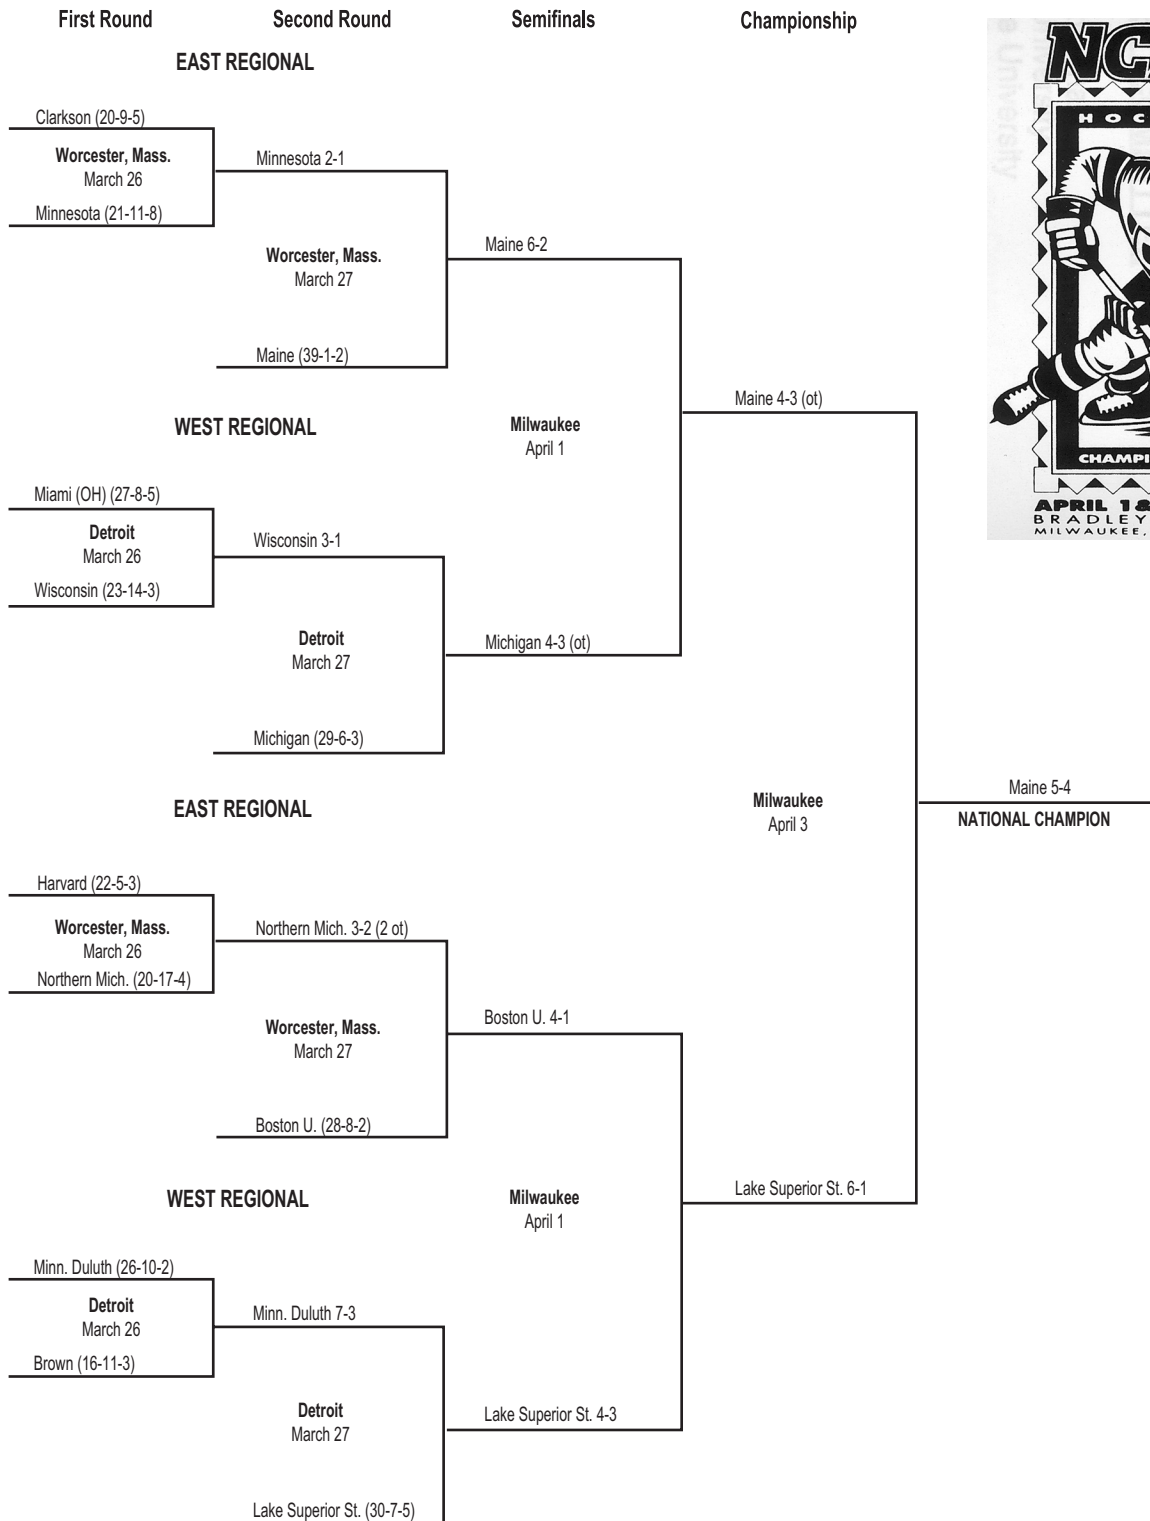 First Round Second Round Semifinals Championship
EAST REGIONAL
Clarkson (20-9-5)
Worcester, Mass.
March 26
Minnesota (21-11-8)
Minnesota 2-1
Worcester, Mass.
March 27
Maine (39-1-2)
Maine 6-2
WEST REGIONAL
Miami (OH) (27-8-5)
Detroit
March 26
Wisconsin (23-14-3)
Wisconsin 3-1
Detroit
March 27
Michigan (29-6-3)
Michigan 4-3 (ot)
Milwaukee
April 1
Maine 4-3 (ot)
EAST REGIONAL
Harvard (22-5-3)
Worcester, Mass.
March 26
Northern Mich. (20-17-4)
Northern Mich. 3-2 (2 ot)
Worcester, Mass.
March 27
Boston U. (28-8-2)
Boston U. 4-1
WEST REGIONAL
Minn. Duluth (26-10-2)
Detroit
March 26
Brown (16-11-3)
Minn. Duluth 7-3
Detroit
March 27
Lake Superior St. (30-7-5)
Lake Superior St. 4-3
Milwaukee
April 1
Lake Superior St. 6-1
Milwaukee
April 3
Maine 5-4
NATIONAL CHAMPION
NC
HOC
CHAMPI
APRIL 1&
BRADLEY
MILWAUKEE,
e University